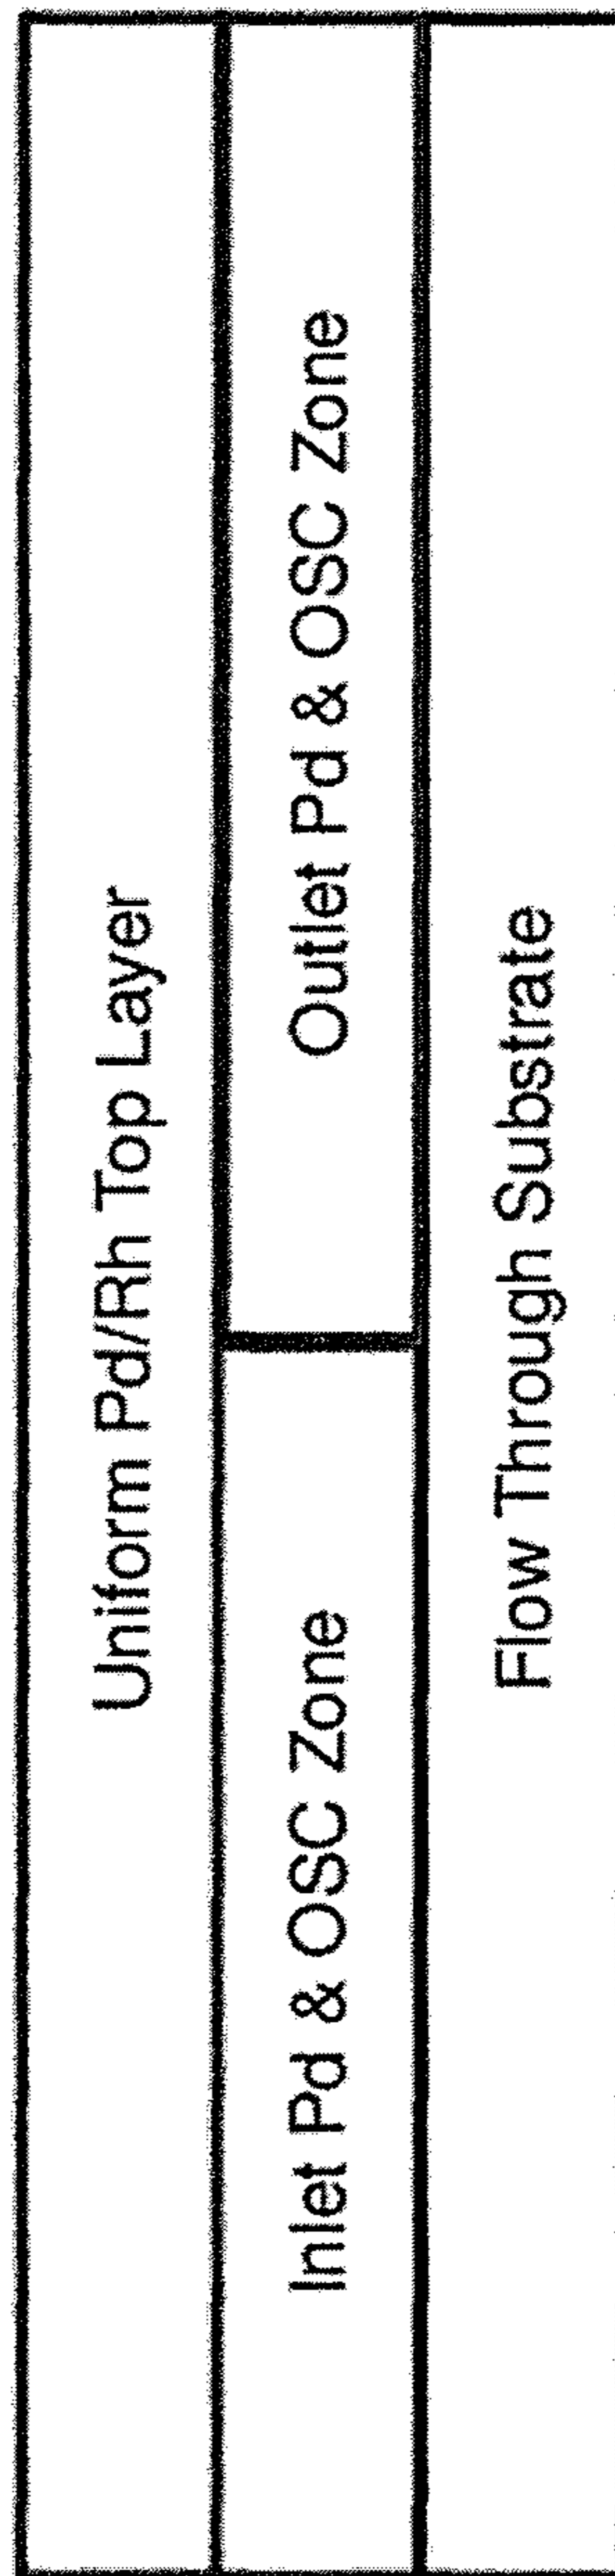 Uniform Pd/Rh Top Layer
Inlet Pd & OSC Zone
Outlet Pd & OSC Zone
Flow Through Substrate